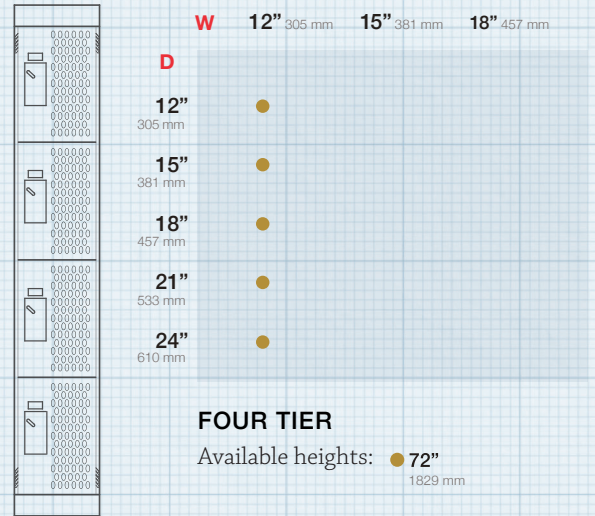 W 12” 305 mm 15” 381 mm 18” 457 mm
D
12”
305 mm
15”
381 mm
18”
457 mm
21”
533 mm
24”
610 mm
FOUR TIER
Available heights: 72”
1829 mm